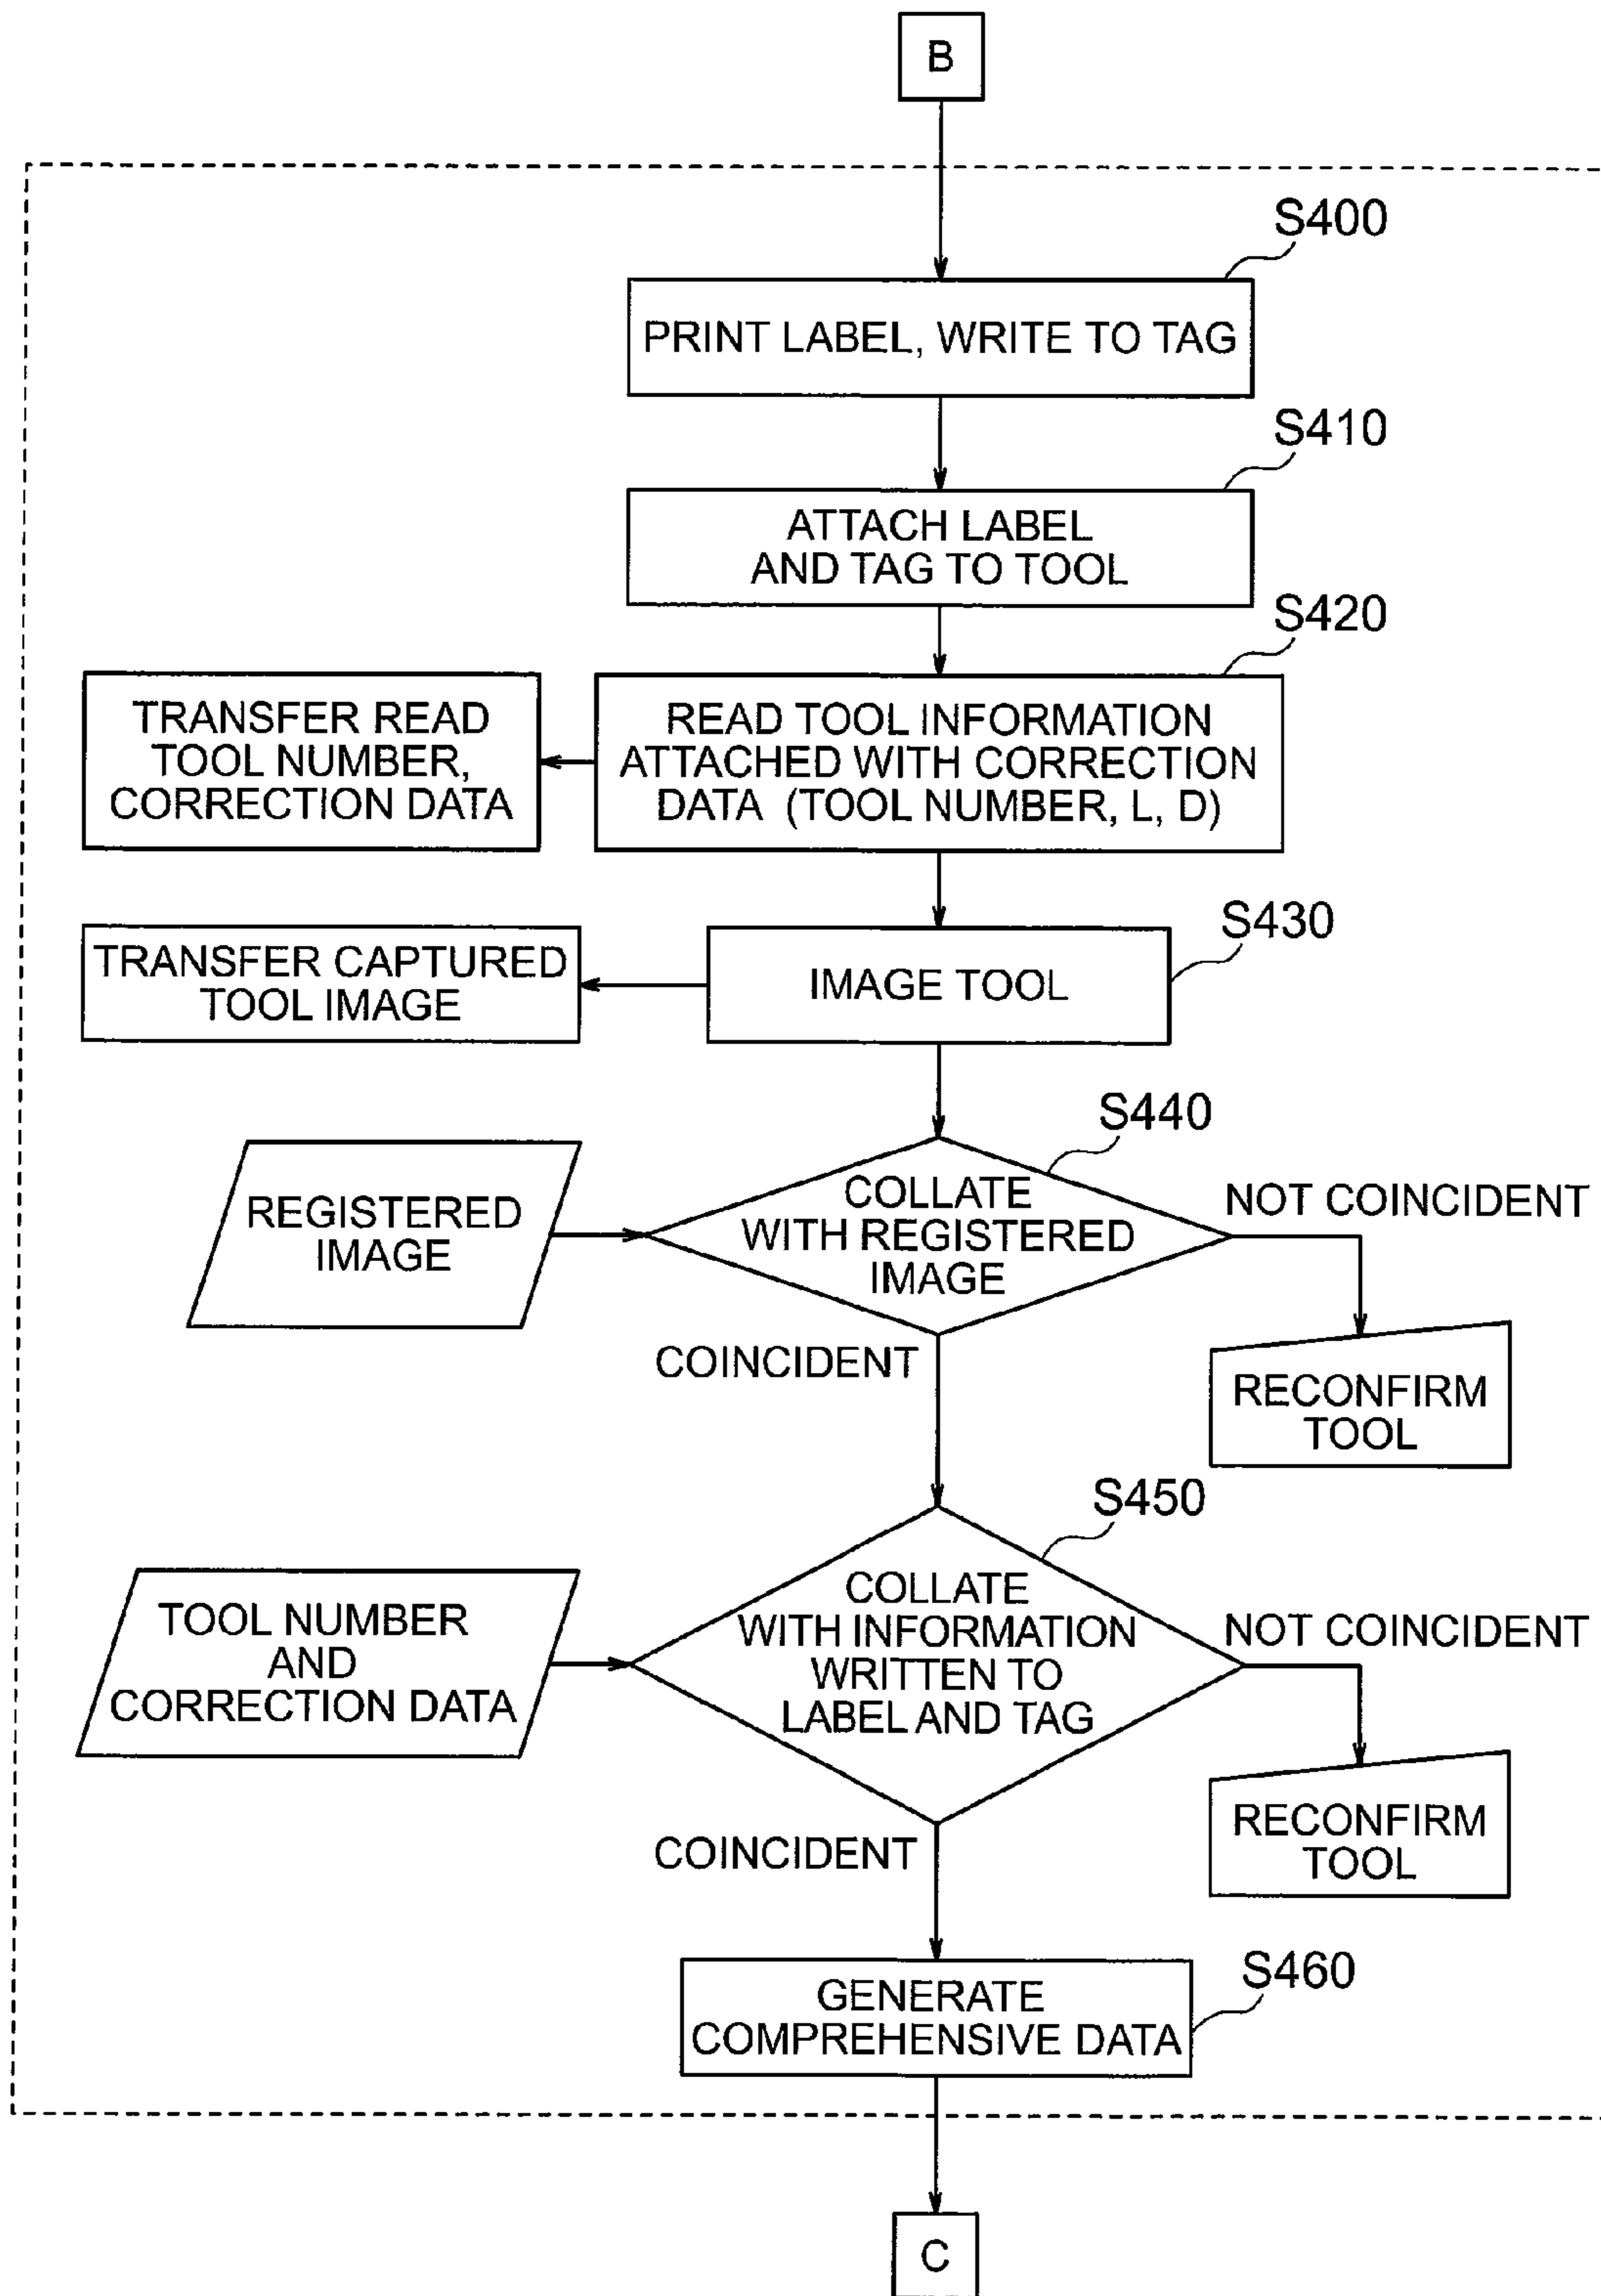 B
S400
PRINT LABEL, WRITE TO TAG
S410
ATTACH LABEL
AND TAG TO TOOL
S420
TRANSFER READ
TOOL NUMBER,
CORRECTION DATA
READ TOOL INFORMATION
ATTACHED WITH CORRECTION
DATA (TOOL NUMBER, L, D)
S430
TRANSFER CAPTURED
TOOL IMAGE
IMAGE TOOL
S440
REGISTERED
IMAGE
COLLATE
WITH REGISTERED
IMAGE
NOT COINCIDENT
COINCIDENT
RECONFIRM
TOOL
S450
TOOL NUMBER
AND
CORRECTION DATA
COLLATE
WITH INFORMATION
WRITTEN TO
LABEL AND TAG
NOT COINCIDENT
COINCIDENT
RECONFIRM
TOOL
S460
GENERATE
COMPREHENSIVE DATA
C